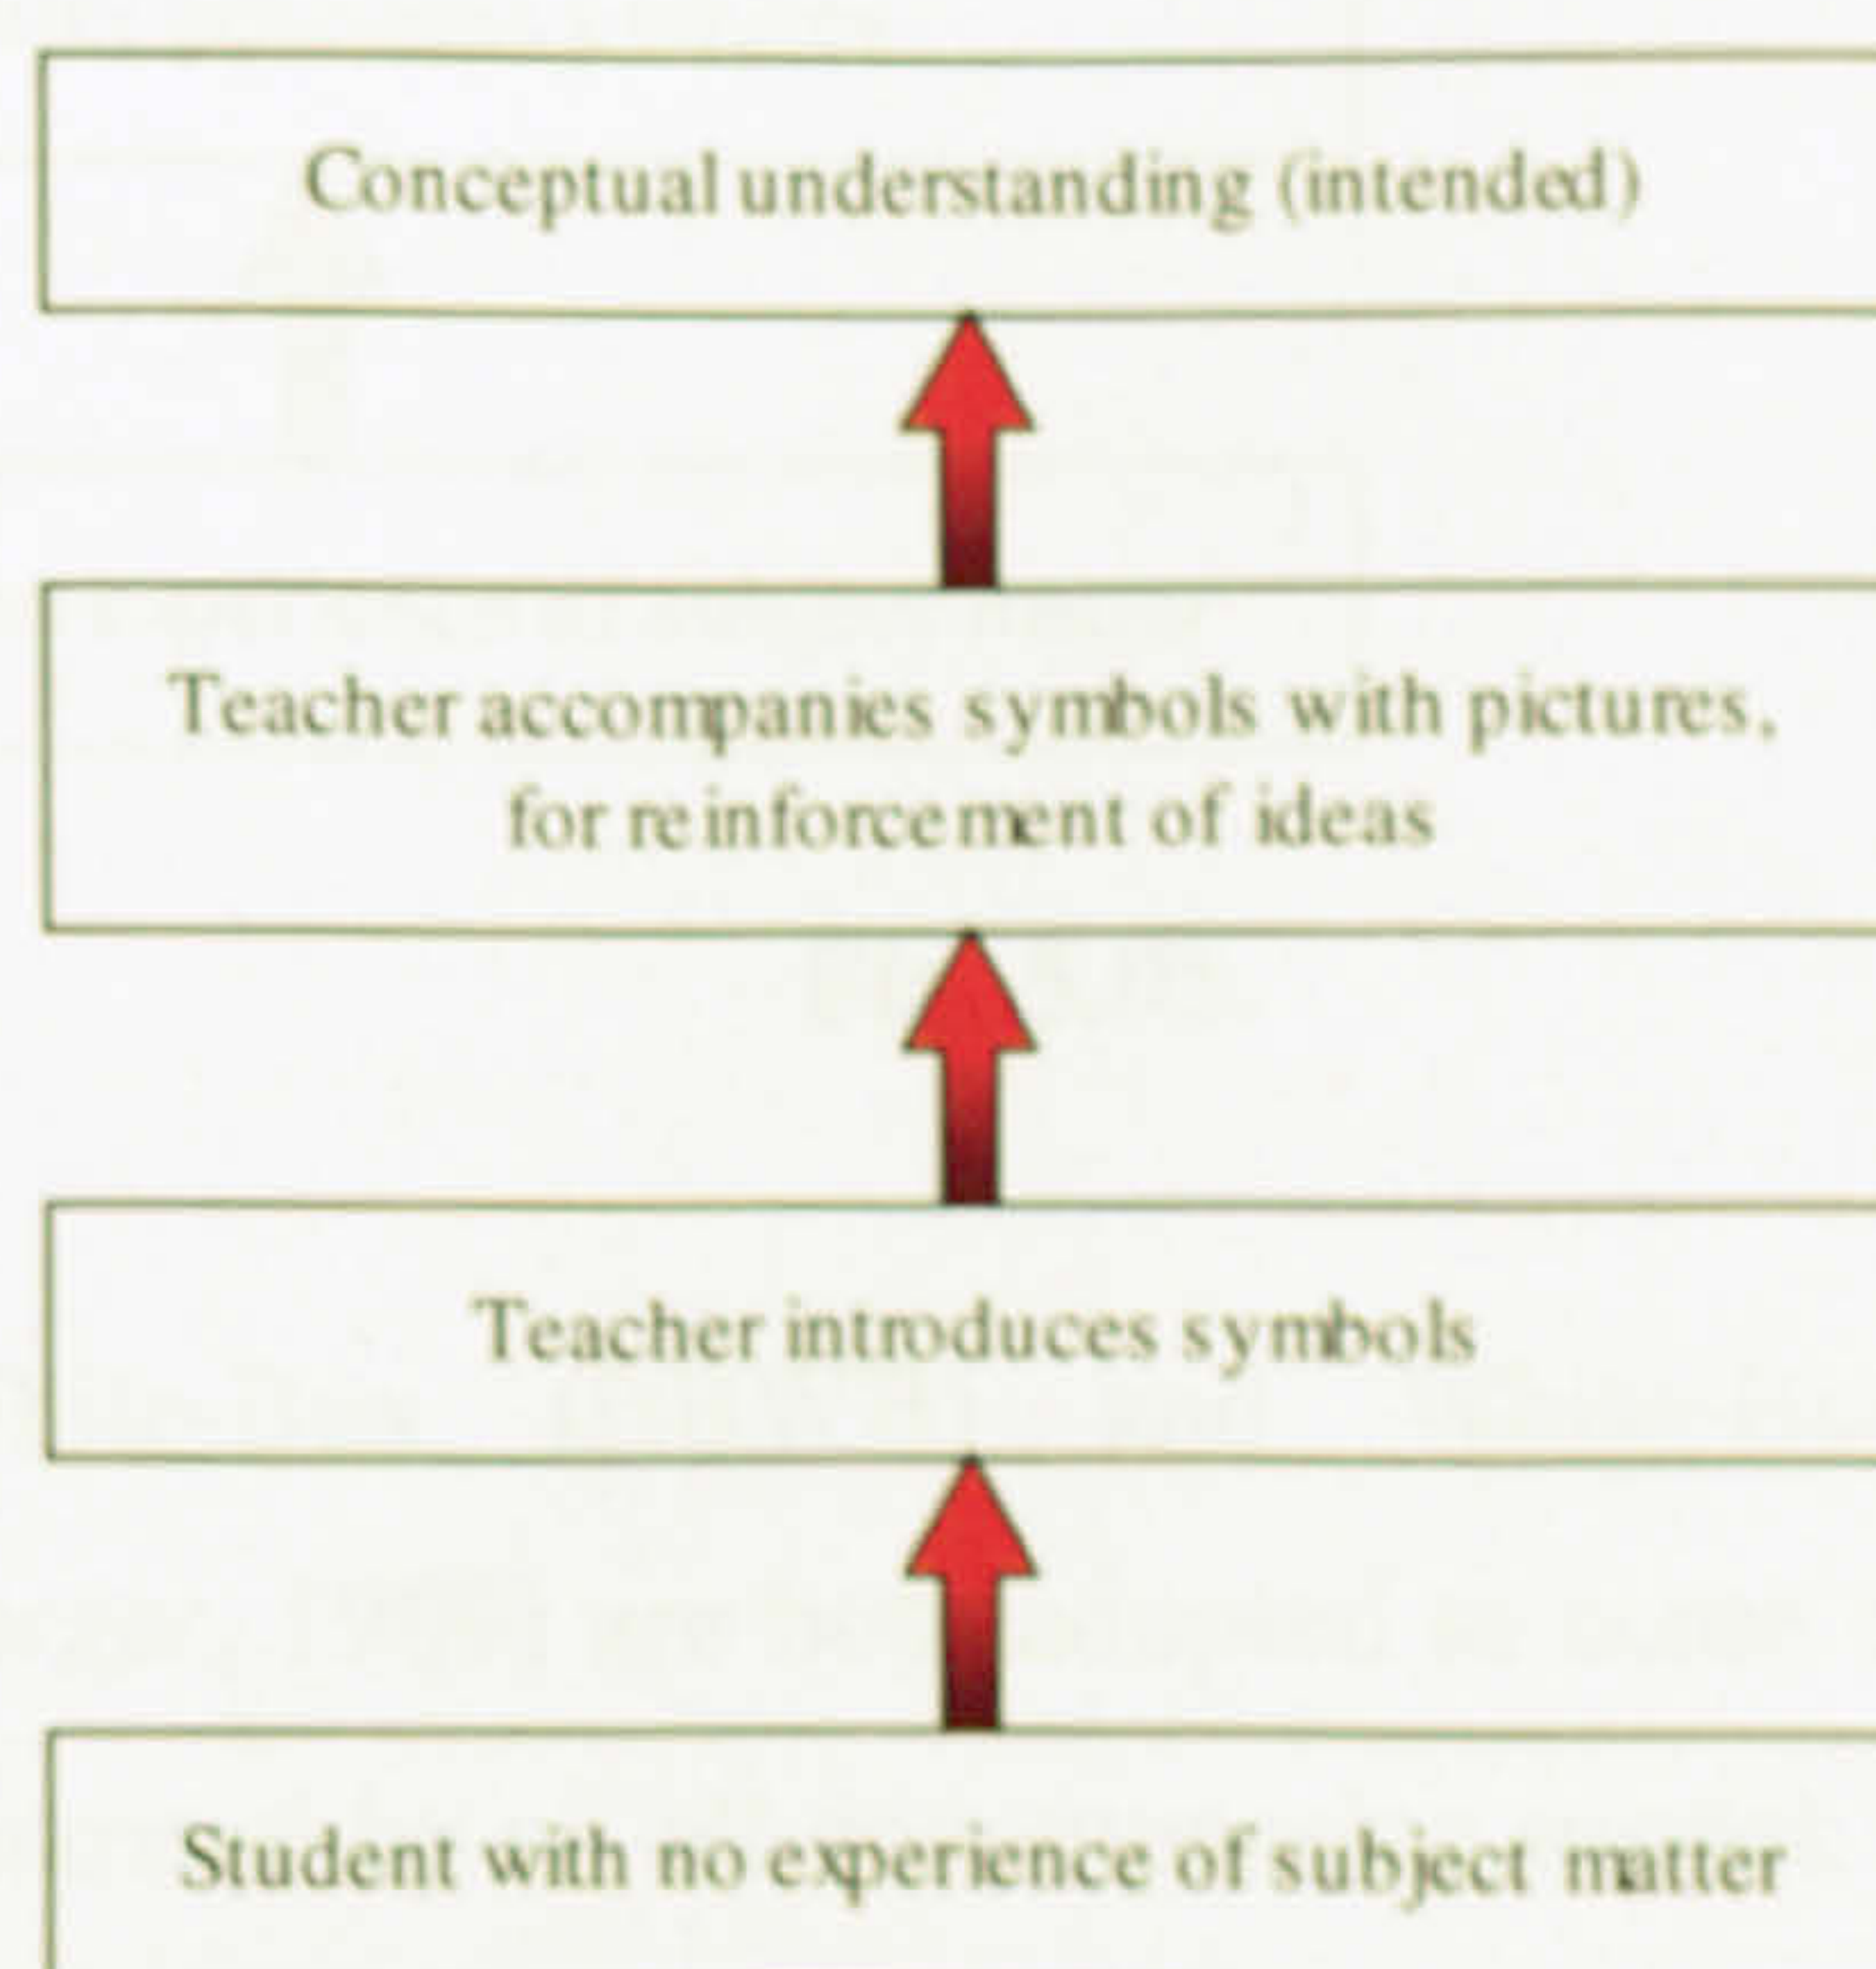 Conceptual understanding (intended)
Teacher accompanies symbols with pictures,
for reinforcement of ideas
Teacher introduces symbols
Student with no experience of subject matter